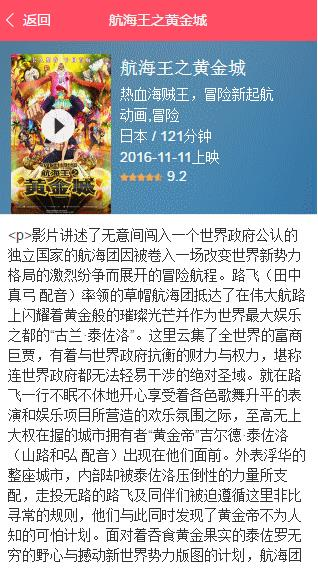 返回
航海王之黄金城
航海王之黄金城
热血海贼王，冒险新起航
动画,冒险
日本 / 121分钟
2016-11-11上映
9.2
黄金城
<p>影片讲述了无意间闯入一个世界政府公认的
独立国家的航海团因被卷入一场改变世界新势力
格局的激烈纷争而展开的冒险航程。路飞（田中
真弓 配音）率领的草帽航海团抵达了在伟大航路
上闪耀着黄金般的璀璨光芒并作为世界最大娱乐
之都的“古兰·泰佐洛”。这里云集了全世界的富商
巨贾，有着与世界政府抗衡的财力与权力，堪称
连世界政府都无法轻易干涉的绝对圣域。就在路
飞一行不眠不休地开心享受着各色歌舞升平的表
演和娱乐项目所营造的欢乐氛围之际，至高无上
大权在握的城市拥有者“黄金帝”吉尔德·泰佐洛
（山路和弘 配音）出现在他们面前。外表浮华的
整座城市，内部却被泰佐洛压倒性的力量所支
配，走投无路的路飞及同伴们被迫遵循这里非比
寻常的规则，他们与此同时发现了黄金帝不为人
知的可怕计划。面对着吞食黄金果实的泰佐罗无
穷的野心与撼动新世界势力版图的计划，航海团